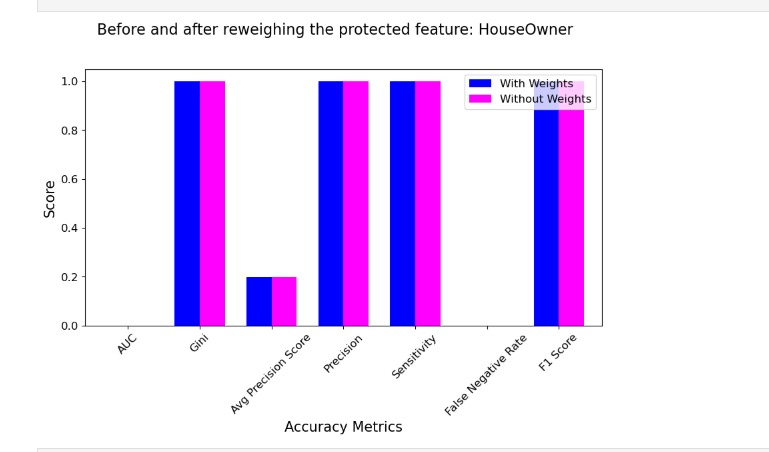 Before and after reweighing the protected feature: HouseOwner
With Weights
Without Weights
1.0
0.8
0.6
0.4
0.2
0.0
Score
AUC
Gini
Avg Precision Score
Precision
Sensitivity
False Negative Rate
F1 Score
Accuracy Metrics